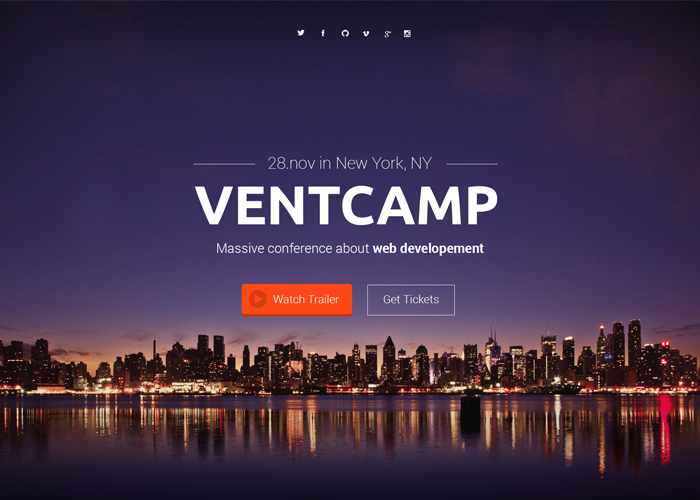 28.nov in New York, NY
VENTCAMP
Massive conference about web developement
Watch Trailer
Get Tickets